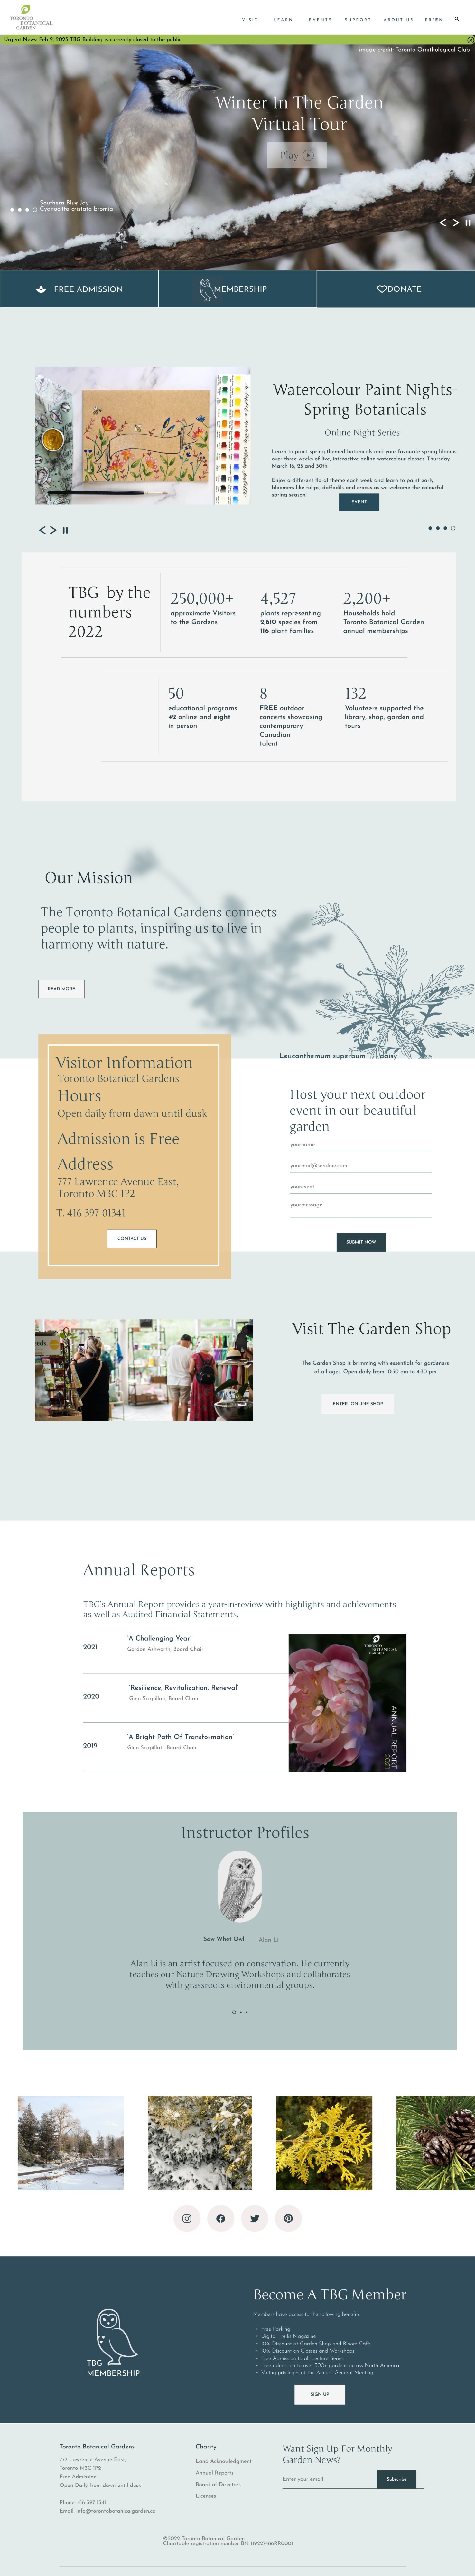 TORONTO
BOTANICAL
GARDEN
VISIT LEARN EVENTS SUPPORT ABOUT US FR/EN
Urgent News: Feb 2, 2023 TBG Building is currently closed to the public
image credit: Toronto Ornithological Club
Winter In The Garden
Virtual Tour
Play
Southern Blue Jay
Cyanositta cristata bromia
FREE ADMISSION
MEMBERSHIP
DONATE
Watercolour Paint Nights-
Spring Botanicals
Online Night Series
Learn to paint spring-themed botanicals and your favourite spring blooms
over three weeks of live, interactive online watercolour classes. Thursday
March 16, 23 and 30th.
Enjoy a different floral theme each week and learn to paint early
bloomers like tulips, daffodils and crocus as we welcome the colourful
spring season!
EVENT
TBG by the
numbers
2022
250,000+
approximate Visitors
to the Gardens
4,527
plants representing
2,610 species from
116 plant families
2,200+
Households hold
Toronto Botanical Garden
annual memberships
50
educational programs
42 online and eight
in person
8
FREE outdoor
concerts showcasing
contemporary
Canadian
talent
132
Volunteers supported the
library, shop, garden and
tours
Our Mission
The Toronto Botanical Gardens connects
people to plants, inspiring us to live in
harmony with nature.
READ MORE
Leucanthemum superbum daisy
Visitor Information
Toronto Botanical Gardens
Hours
Open daily from dawn until dusk
Admission is Free
Address
777 Lawrence Avenue East,
Toronto M3C 1P2
T. 416-397-01341
CONTACT US
Host your next outdoor
event in our beautiful
garden
yourname
yourmail@sendme.com
yourevent
yourmessage
SUBMIT NOW
Visit The Garden Shop
The Garden Shop is brimming with essentials for gardeners
of all ages. Open daily from 10:30 am to 4:30 pm
ENTER ONLINE SHOP
Annual Reports
TBG's Annual Report provides a year-in-review with highlights and achievements
as well as Audited Financial Statements.
2021
'A Challenging Year'
Gordon Ashworth, Board Chair
2020
'Resilience, Revitalization, Renewal'
Gino Scapillati, Board Chair
2019
'A Bright Path Of Transformation'
Gino Scapillati, Board Chair
TORONTO
BOTANICAL
GARDEN
ANNUAL REPORT
2021
Instructor Profiles
Saw Whet Owl Alan Li
Alan Li is an artist focused on conservation. He currently
teaches our Nature Drawing Workshops and collaborates
with grassroots environmental groups.
TBG
MEMBERSHIP
Become A TBG Member
Members have access to the following benefits:
• Free Parking
• Digital Trellis Magazine
• 10% Discount at Garden Shop and Bloom Café
• 10% Discount on Classes and Workshops
• Free Admission to all Lecture Series
• Free admission to over 300+ gardens across North America
• Voting privileges at the Annual General Meeting
SIGN UP
Toronto Botanical Gardens
777 Lawrence Avenue East,
Toronto M3C 1P2
Free Admission
Open Daily from dawn until dusk
Phone: 416-397-1341
Email: info@torontobotanicalgarden.ca
Charity
Land Acknowledgment
Annual Reports
Board of Directors
Licenses
Want Sign Up For Monthly
Garden News?
Enter your email
Subscribe
©2022 Toronto Botanical Garden
Charitable registration number BN 119227486RR0001